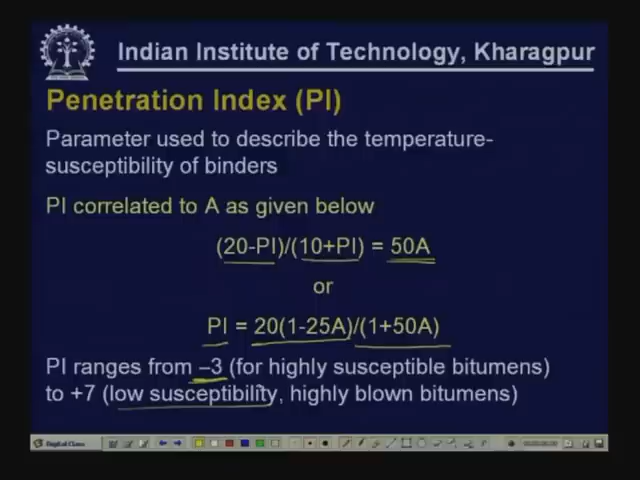 Indian Institute of Technology, Kharagpur
Penetration Index (PI)
Parameter used to describe the temperature-
susceptibility of binders
PI correlated to A as given below
(20-PI)/(10+PI) = 50A
or
PI = 20(1-25A)/(1+50A)
PI ranges from –3 (for highly susceptible bitumens)
to +7 (low susceptibility, highly blown bitumens)
Digital Class